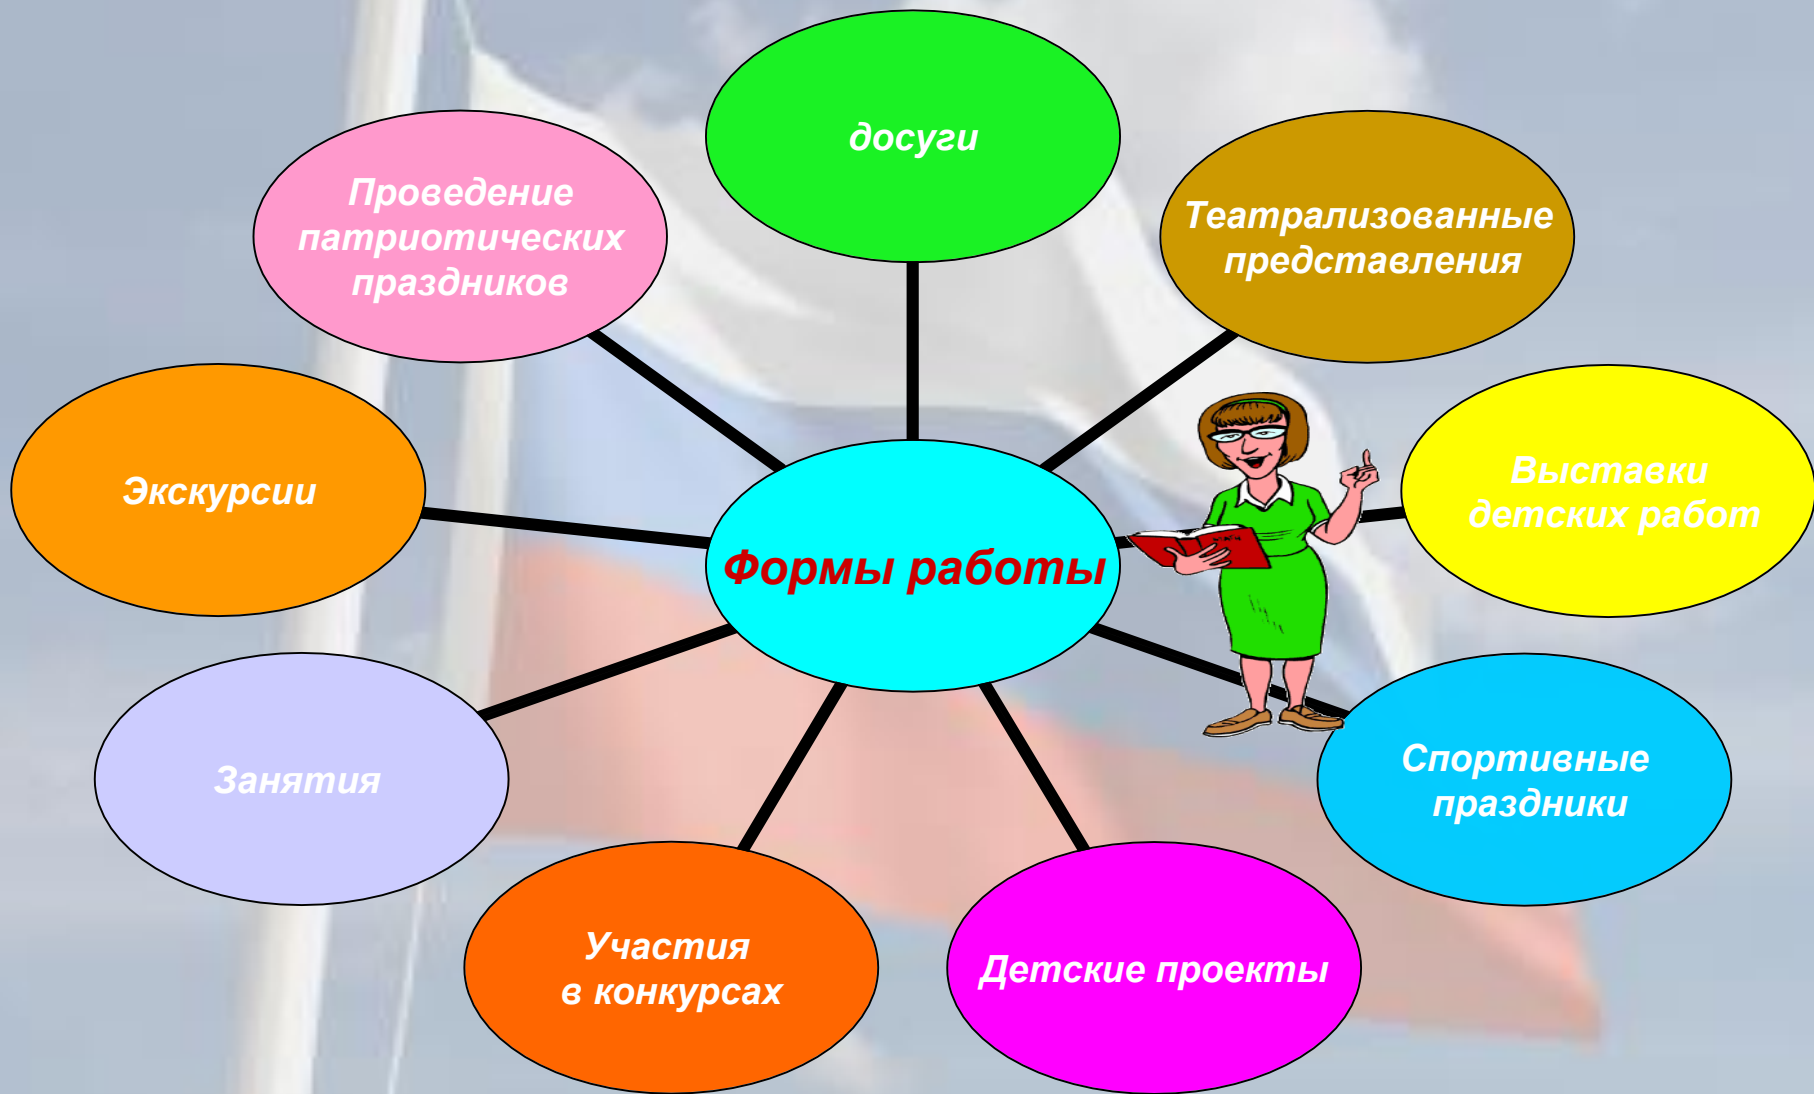 досуги
Проведение
патриотических
праздников
Театрализованные
представления
Экскурсии
Выставки
детских работ
Формы работы
Занятия
Спортивные
праздники
Участия
в конкурсах
Детские проекты